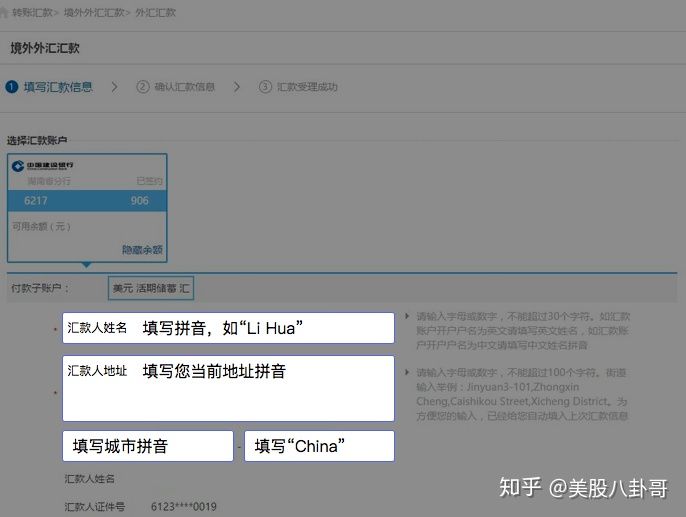 转账汇款> 境外外汇汇款> 外汇汇款
境外外汇汇款
1 填写汇款信息 > 2 确认汇款信息 > 3 汇款受理成功
选择汇款账户
中国建设银行
湖南省分行 已签约
6217 906
可用余额（元）
隐藏余额
付款子账户： 美元 活期储蓄 汇
* 汇款人姓名 填写拼音，如“Li Hua”
请输入字母或数字，不能超过30个字符。如汇款
账户开户户名为英文请填写英文姓名，如汇款账
户开户户名为中文请填写中文姓名拼音
* 汇款人地址 填写您当前地址拼音
请输入字母或数字，不能超过100个字符。街道
输入举例：Jinyuan3-101,Zhongxin
Cheng,Caishikou Street,Xicheng District。为
方便您的输入，已经给您自动填入上次汇款信息
填写城市拼音 - 填写“China”
汇款人姓名
汇款人证件号 6123****0019
知乎 @美股八卦哥